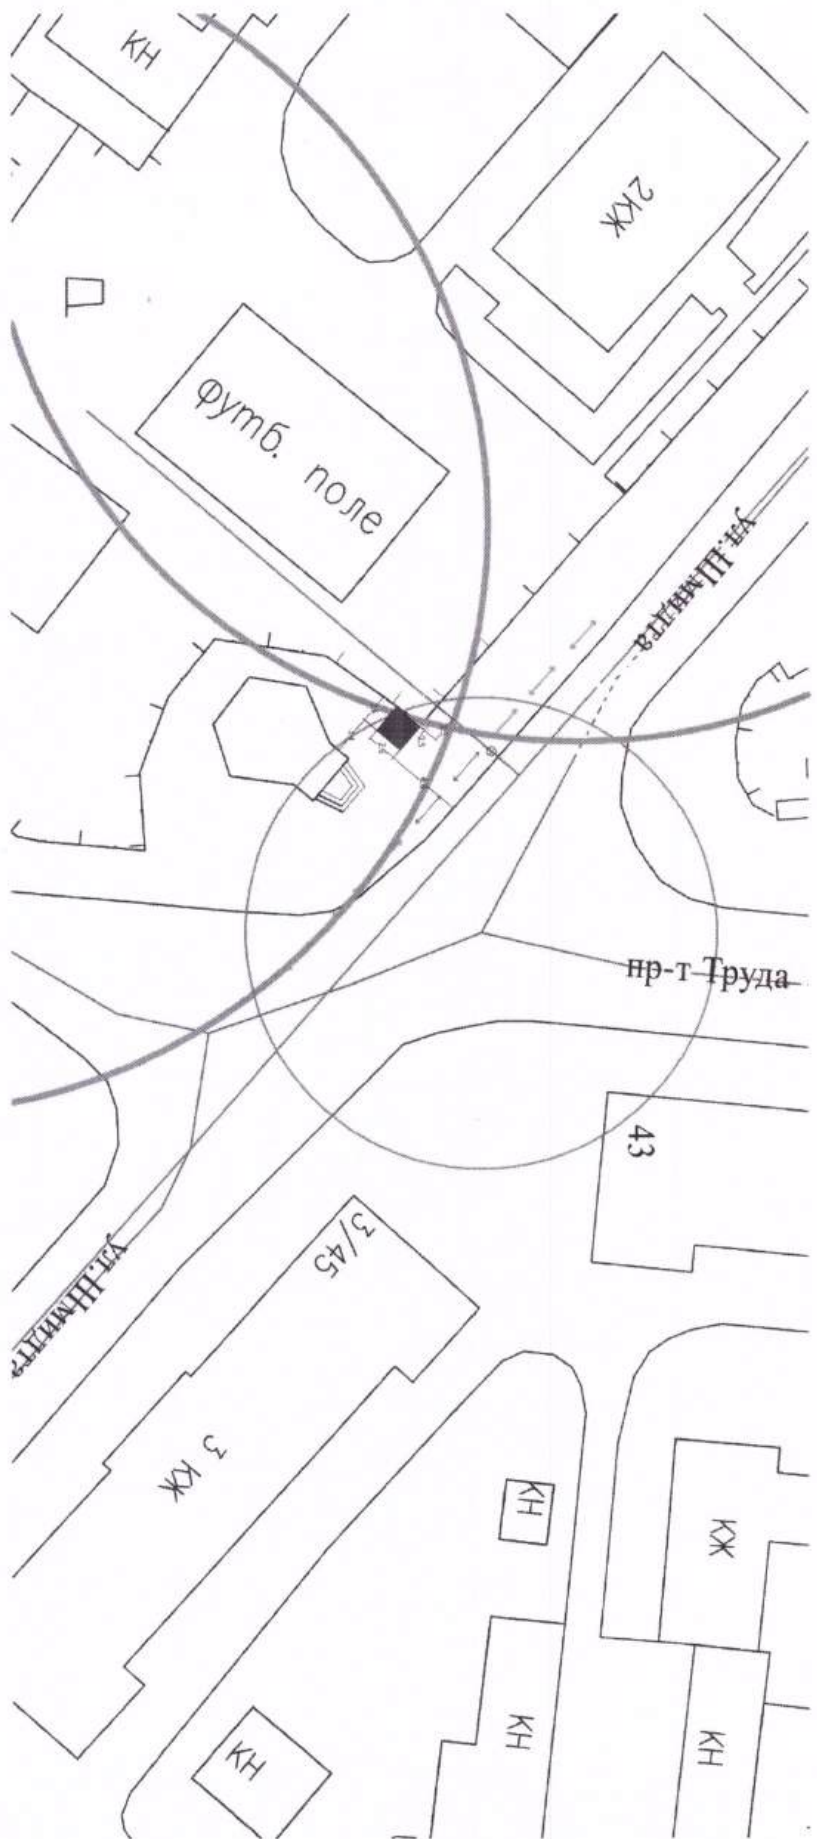 КН
2КЖ
футб. поле
ул.Шмидта
пр-т Труда
43
3/45
ул.Шмидта
3 КЖ
КН
КЖ
КН
КН
КН